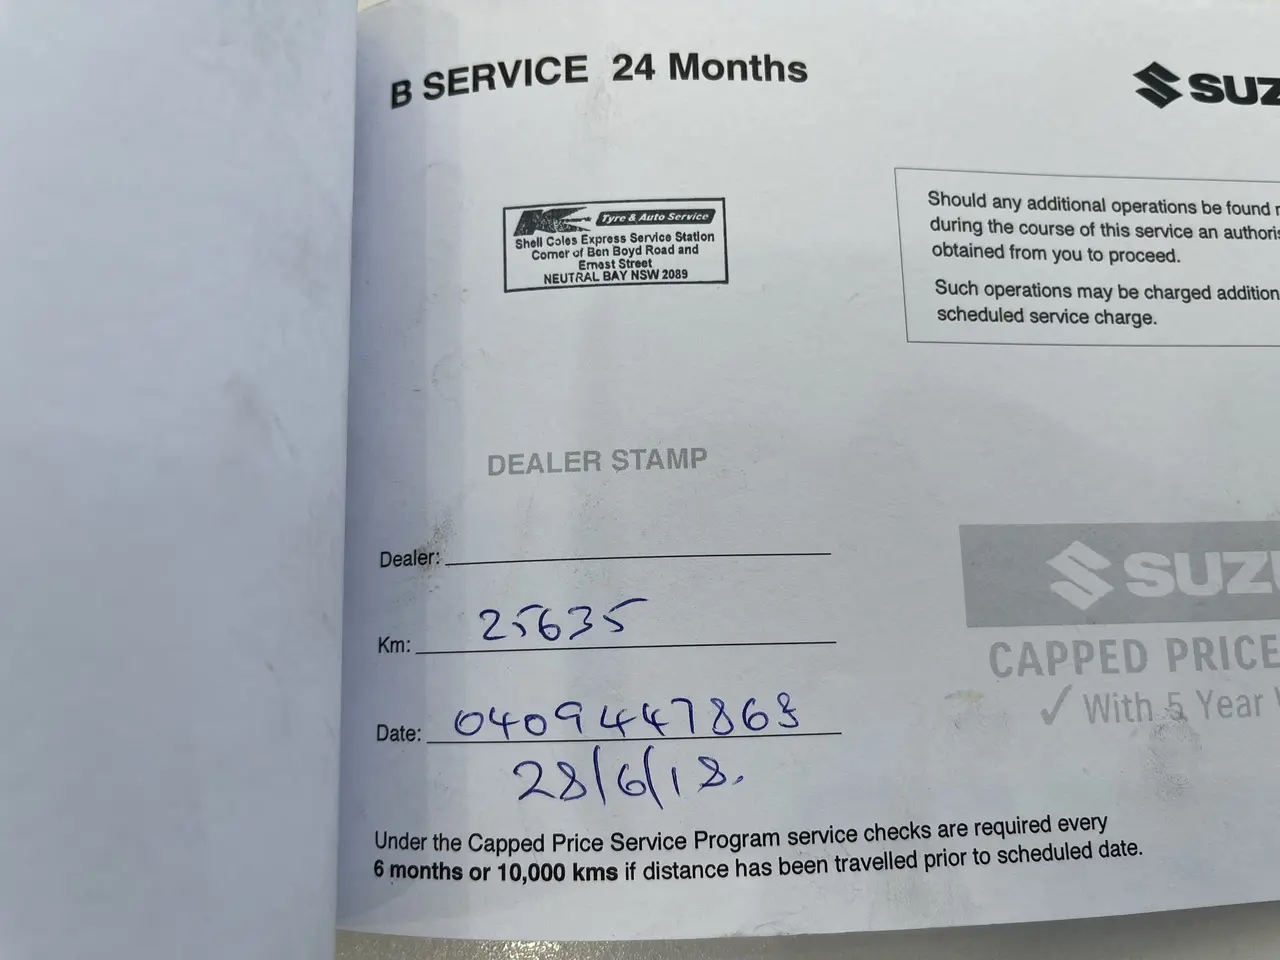 B SERVICE 24 Months
SUZ
K Tyre & Auto Service
Shell Coles Express Service Station
Corner of Ben Boyd Road and
Ernest Street
NEUTRAL BAY NSW 2089
Should any additional operations be found
during the course of this service an authoris
obtained from you to proceed.
Such operations may be charged addition
scheduled service charge.
DEALER STAMP
Dealer:
Km: 25635
Date: 0409447863
28/6/18.
SUZU
CAPPED PRICE
✓ With 5 Year
Under the Capped Price Service Program service checks are required every
6 months or 10,000 kms if distance has been travelled prior to scheduled date.